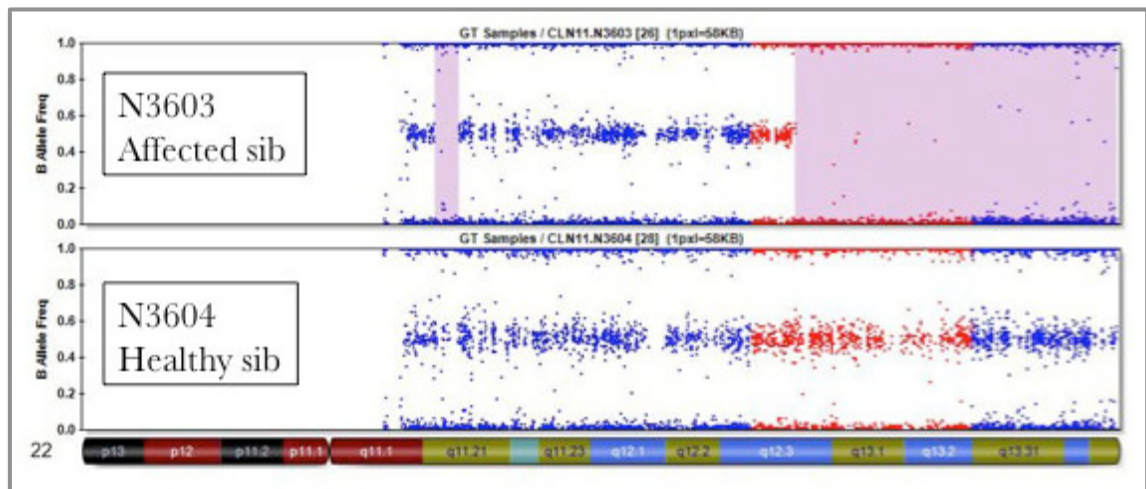 GT Samples / CLN11.N3603 [26] (1pxl=58KB)
B Allele Freq
1.0
0.8
0.6
0.4
0.2
0.0
N3603
Affected sib
GT Samples / CLN11.N3604 [28] (1pxl=58KB)
B Allele Freq
1.0
0.8
0.6
0.4
0.2
0.0
N3604
Healthy sib
22 p13 p12 p11.2 p11.1 q11.1 q11.21 q11.23 q12.1 q12.2 q12.3 q13.1 q13.2 q13.31